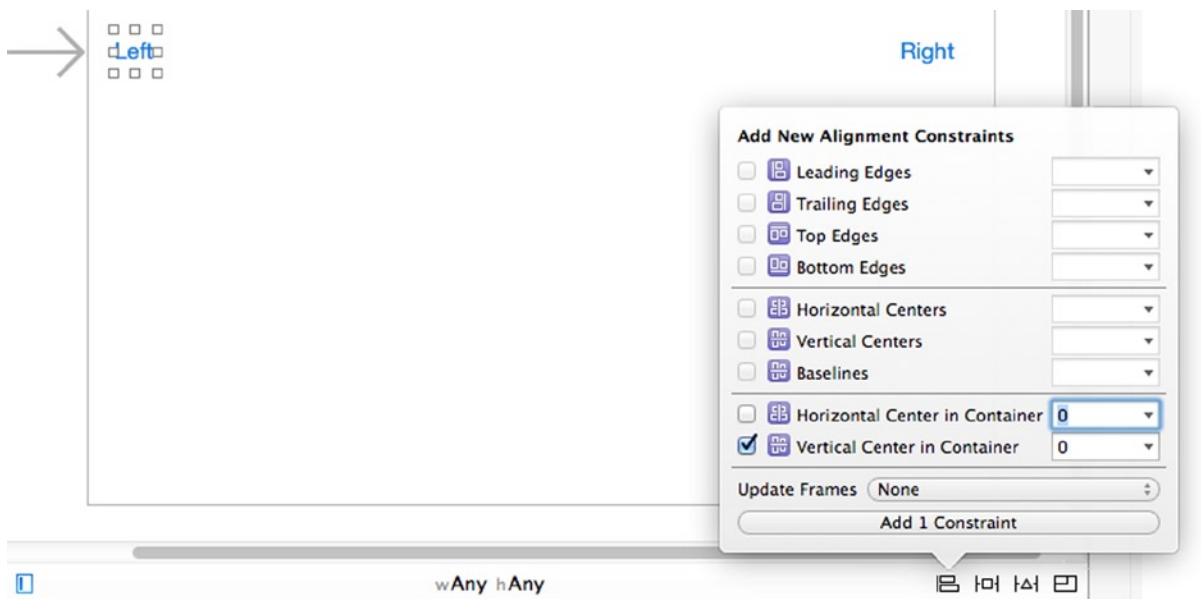 Left
Right
Add New Alignment Constraints
Leading Edges
Trailing Edges
Top Edges
Bottom Edges
Horizontal Centers
Vertical Centers
Baselines
Horizontal Center in Container 0
Vertical Center in Container 0
Update Frames None
Add 1 Constraint
wAny hAny